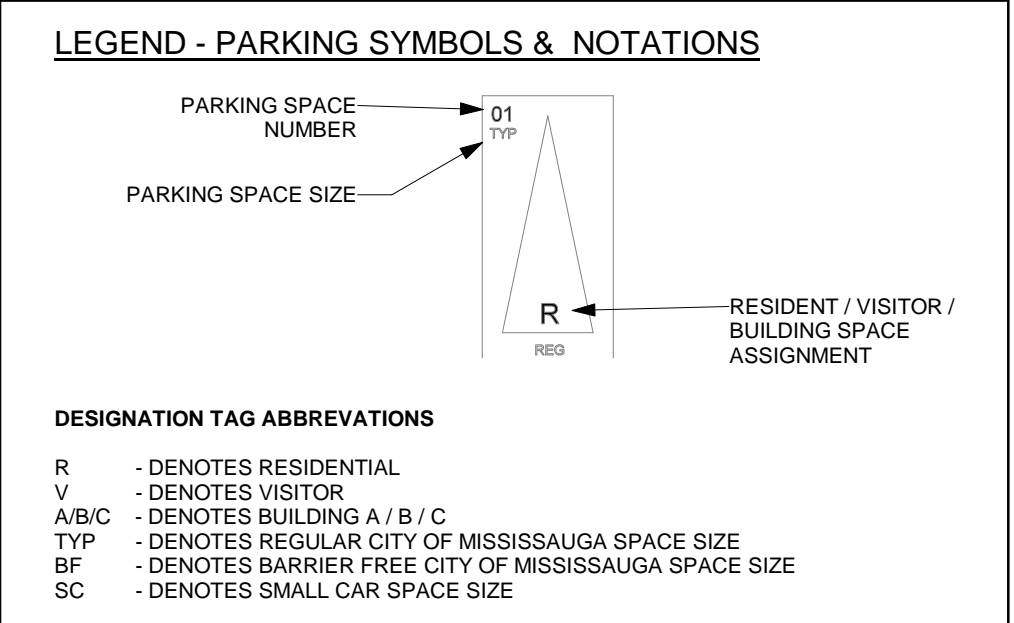 LEGEND - PARKING SYMBOLS & NOTATIONS
PARKING SPACE
NUMBER
01
TYP
PARKING SPACE SIZE
R
RESIDENT / VISITOR /
BUILDING SPACE
ASSIGNMENT
REG
DESIGNATION TAG ABBREVATIONS
R - DENOTES RESIDENTIAL
V - DENOTES VISITOR
A/B/C - DENOTES BUILDING A / B / C
TYP - DENOTES REGULAR CITY OF MISSISSAUGA SPACE SIZE
BF - DENOTES BARRIER FREE CITY OF MISSISSAUGA SPACE SIZE
SC - DENOTES SMALL CAR SPACE SIZE